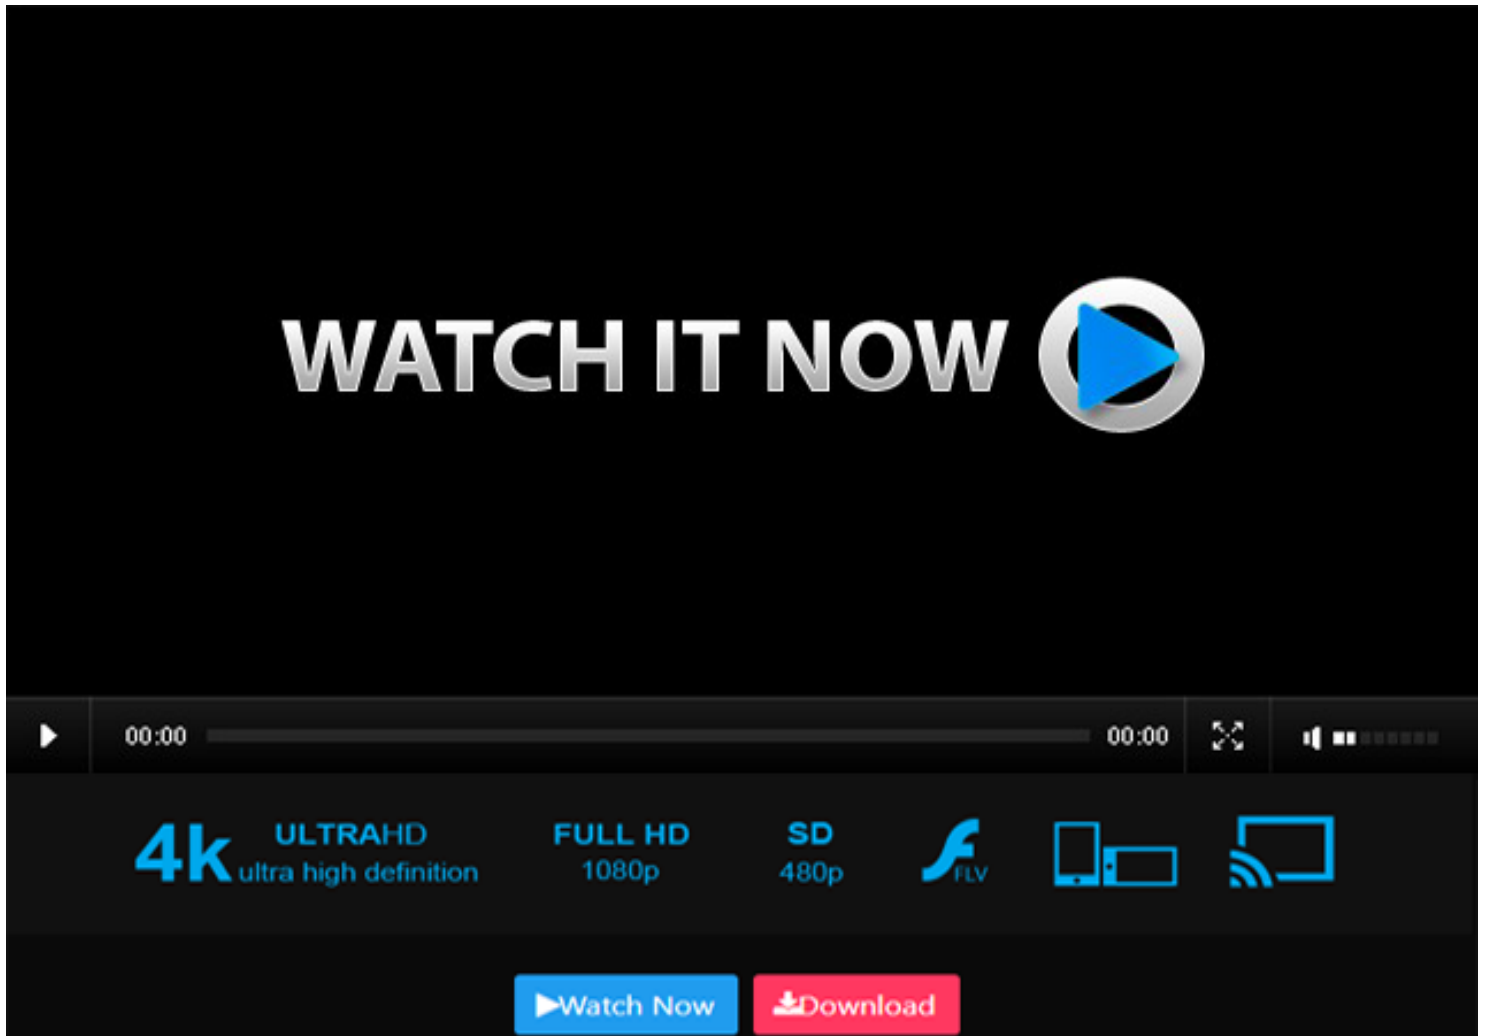 WATCH IT NOW
00:00 00:00
4k ULTRAHD
ultra high definition
FULL HD
1080p
SD
480p
FLV
Watch Now
Download